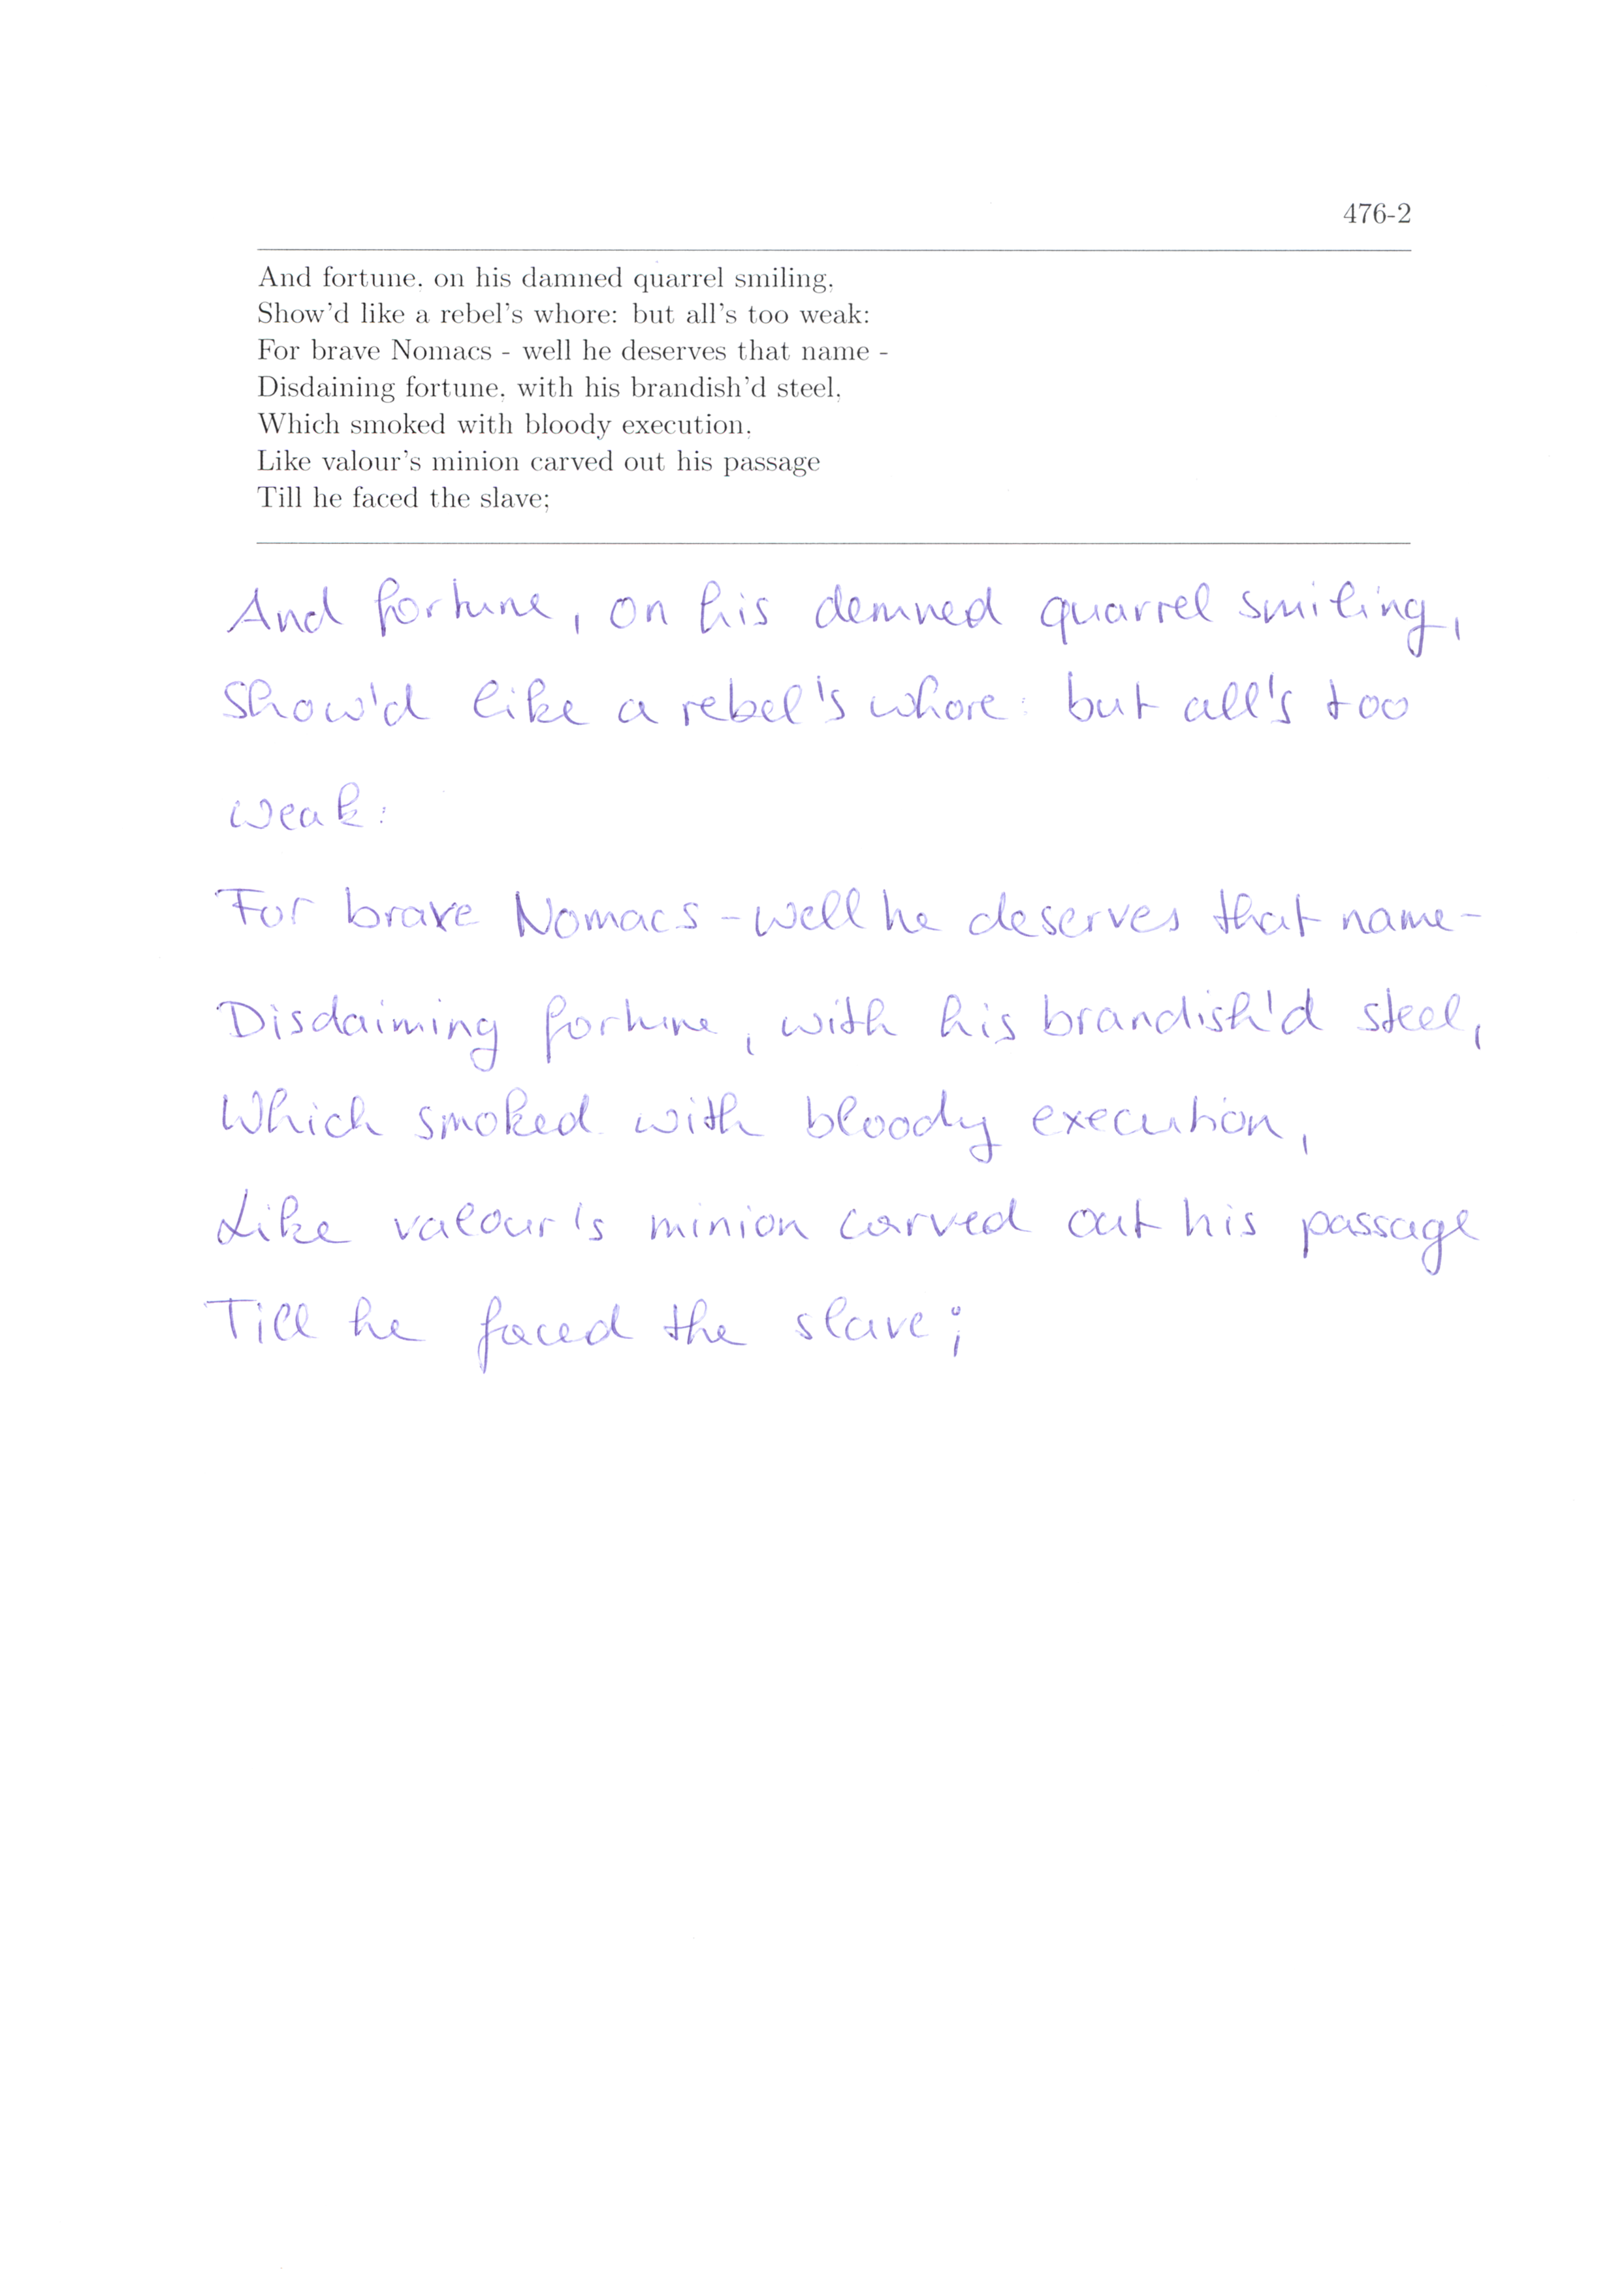 476-2
And fortune, on his damned quarrel smiling,
Show'd like a rebel's whore: but all's too weak:
For brave Nomacs - well he deserves that name -
Disdaining fortune, with his brandish'd steel,
Which smoked with bloody execution,
Like valour's minion carved out his passage
Till he faced the slave;
And fortune, on his demned quarrel smiling,
Show'd like a rebel's whore: but all's too
weak:
For brave Nomacs - well he deserves that name -
Disdaining fortune, with his brandish'd steel,
Which smoked with bloody execution,
Like valour's minion carved out his passage
Till he faced the slave;